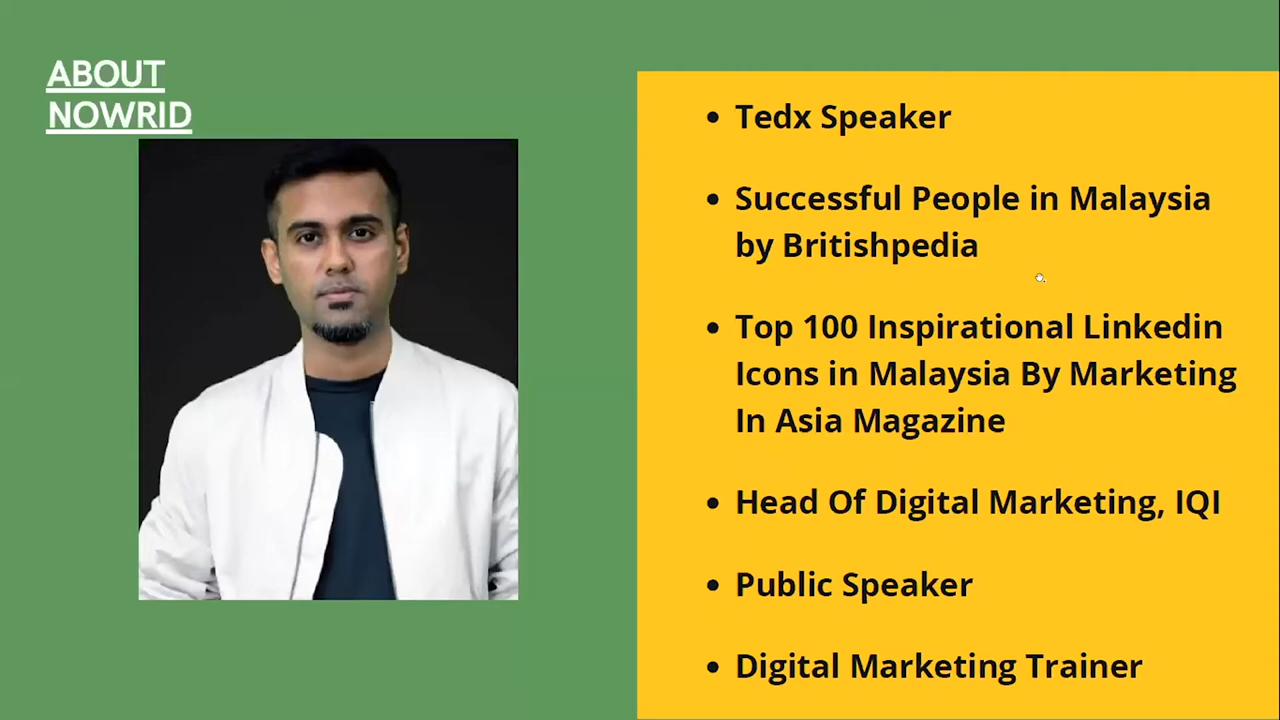 ABOUT
NOWRID
• Tedx Speaker
• Successful People in Malaysia
by Britishpedia
• Top 100 Inspirational Linkedin
Icons in Malaysia By Marketing
In Asia Magazine
• Head Of Digital Marketing, IQI
• Public Speaker
• Digital Marketing Trainer